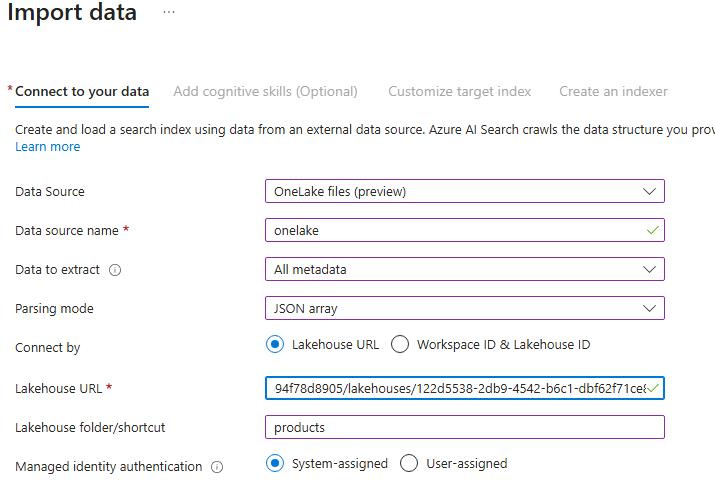 Import data ...
Connect to your data Add cognitive skills (Optional) Customize target index Create an indexer
Create and load a search index using data from an external data source. Azure AI Search crawls the data structure you prov
Learn more
Data Source OneLake files (preview)
Data source name * onelake
Data to extract All metadata
Parsing mode JSON array
Connect by Lakehouse URL Workspace ID & Lakehouse ID
Lakehouse URL * 94f78d8905/lakehouses/122d5538-2db9-4542-b6c1-dbf62f71ce
Lakehouse folder/shortcut products
Managed identity authentication System-assigned User-assigned